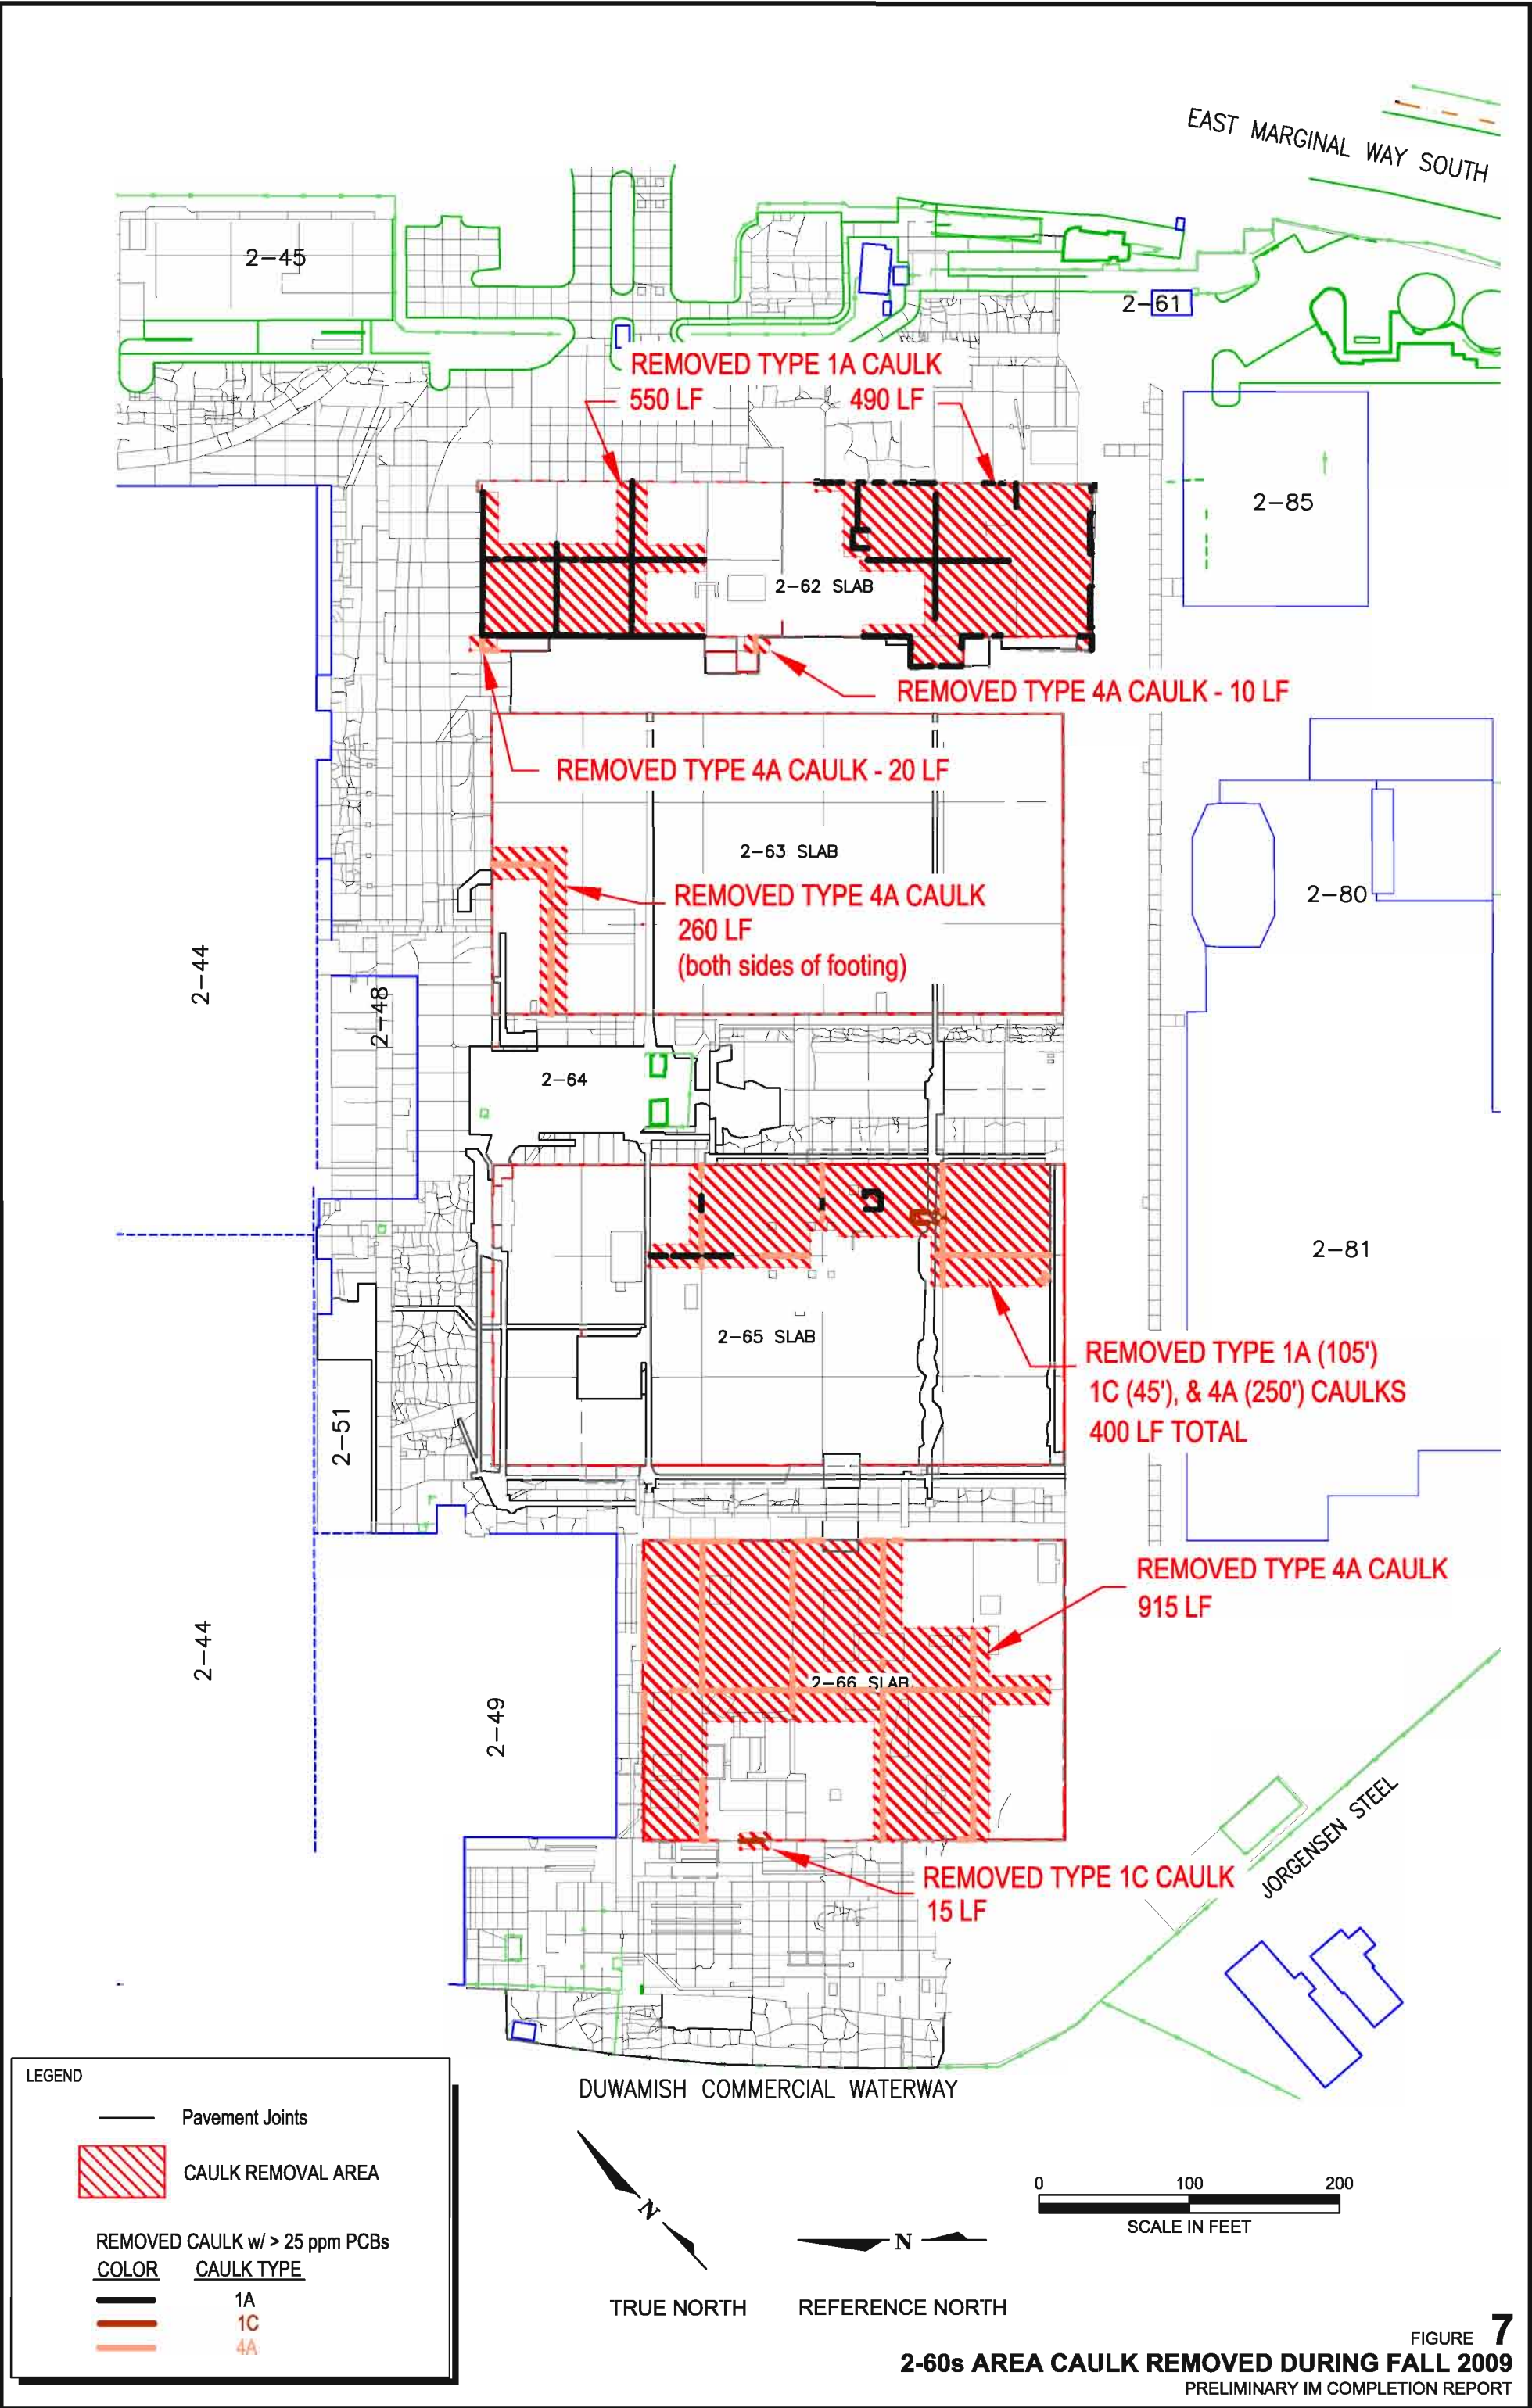 EAST MARGINAL WAY SOUTH
2-45
2-61
REMOVED TYPE 1A CAULK
550 LF
490 LF
2-85
2-62 SLAB
REMOVED TYPE 4A CAULK - 10 LF
REMOVED TYPE 4A CAULK - 20 LF
2-63 SLAB
REMOVED TYPE 4A CAULK
260 LF
(both sides of footing)
2-80
2-44
2-48
2-64
2-81
2-65 SLAB
REMOVED TYPE 1A (105')
1C (45'), & 4A (250') CAULKS
400 LF TOTAL
2-51
REMOVED TYPE 4A CAULK
915 LF
2-44
2-66 SLAB
2-49
JORGENSEN STEEL
REMOVED TYPE 1C CAULK
15 LF
DUWAMISH COMMERCIAL WATERWAY
LEGEND
Pavement Joints
CAULK REMOVAL AREA
REMOVED CAULK w/ > 25 ppm PCBs
COLOR CAULK TYPE
1A
1C
4A
N
TRUE NORTH
N
REFERENCE NORTH
0 100 200
SCALE IN FEET
FIGURE 7
2-60s AREA CAULK REMOVED DURING FALL 2009
PRELIMINARY IM COMPLETION REPORT